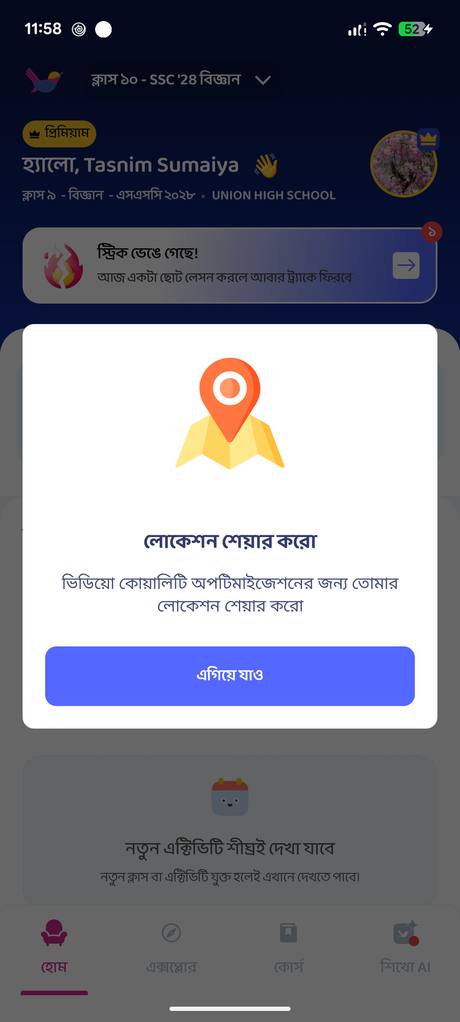 11:58
52
ক্লাস ১০ - SSC '28 বিজ্ঞান
প্রিমিয়াম
হ্যালো, Tasnim Sumaiya 👋
ক্লাস ৯ - বিজ্ঞান - এসএসসি ২০২৮ • UNION HIGH SCHOOL
১
স্ট্রিক ভেঙে গেছে!
আজ একটা ছোট লেসন করলে আবার ট্র্যাকে ফিরবে
লোকেশন শেয়ার করো
ভিডিয়ো কোয়ালিটি অপটিমাইজেশনের জন্য তোমার
লোকেশন শেয়ার করো
এগিয়ে যাও
নতুন এক্টিভিটি শীঘ্রই দেখা যাবে
নতুন ক্লাস বা এক্টিভিটি যুক্ত হলেই এখানে দেখতে পাবে।
হোম
এক্সপ্লোর
কোর্স
শিখো AI